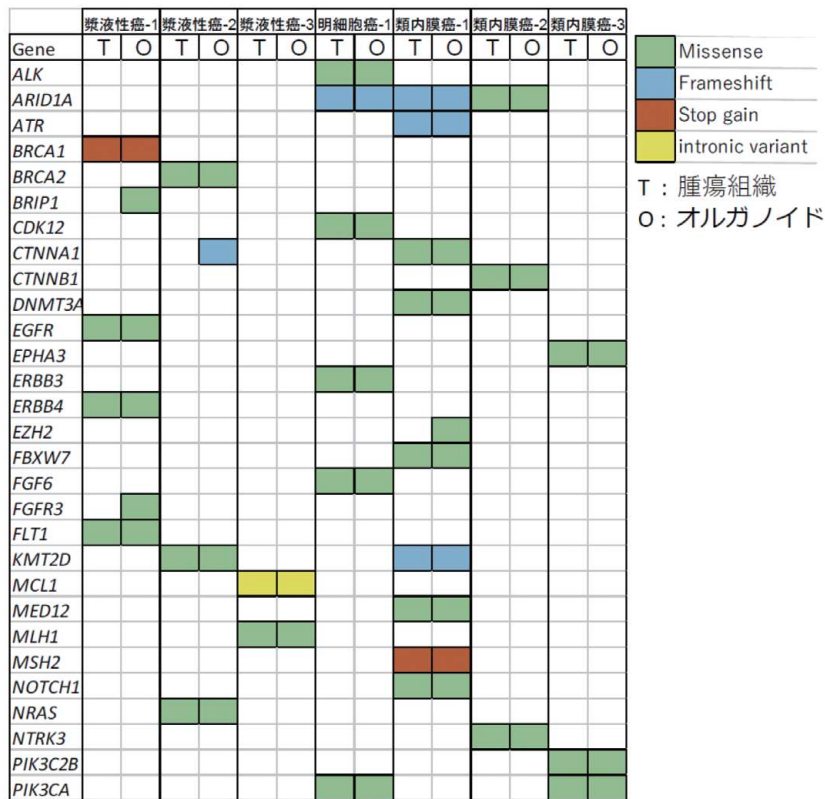 漿液性癌-1 漿液性癌-2 漿液性癌-3 明細胞癌-1 類内膜癌-1 類内膜癌-2 類内膜癌-3
Gene T O T O T O T O T O T O T O
ALK
ARID1A
ATR
BRCA1
BRCA2
BRIP1
CDK12
CTNNA1
CTNNB1
DNMT3A
EGFR
EPHA3
ERBB3
ERBB4
EZH2
FBXW7
FGF6
FGFR3
FLT1
KMT2D
MCL1
MED12
MLH1
MSH2
NOTCH1
NRAS
NTRK3
PIK3C2B
PIK3CA
Missense
Frameshift
Stop gain
intronic variant
T：腫瘍組織
O：オルガノイド